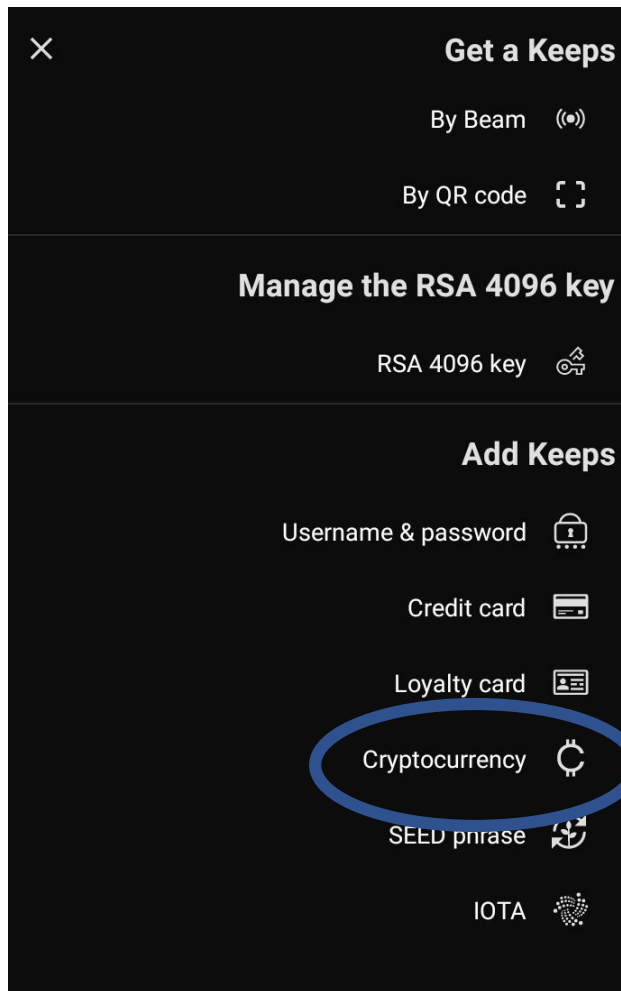 Get a Keeps
By Beam
By QR code
Manage the RSA 4096 key
RSA 4096 key
Add Keeps
Username & password
Credit card
Loyalty card
Cryptocurrency
SEED phrase
IOTA